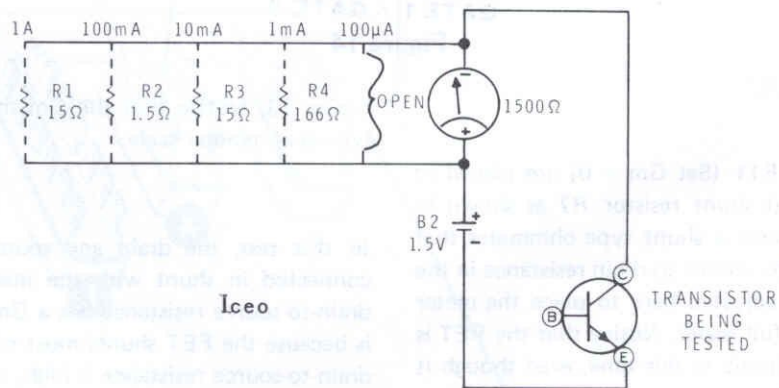 1A 100mA 10mA 1mA 100μA
R1 R2 R3 R4 OPEN 1500Ω
.15Ω 1.5Ω 15Ω 166Ω
− 
+
B2 +
1.5V −
Iceo
C
B
E
TRANSISTOR
BEING
TESTED